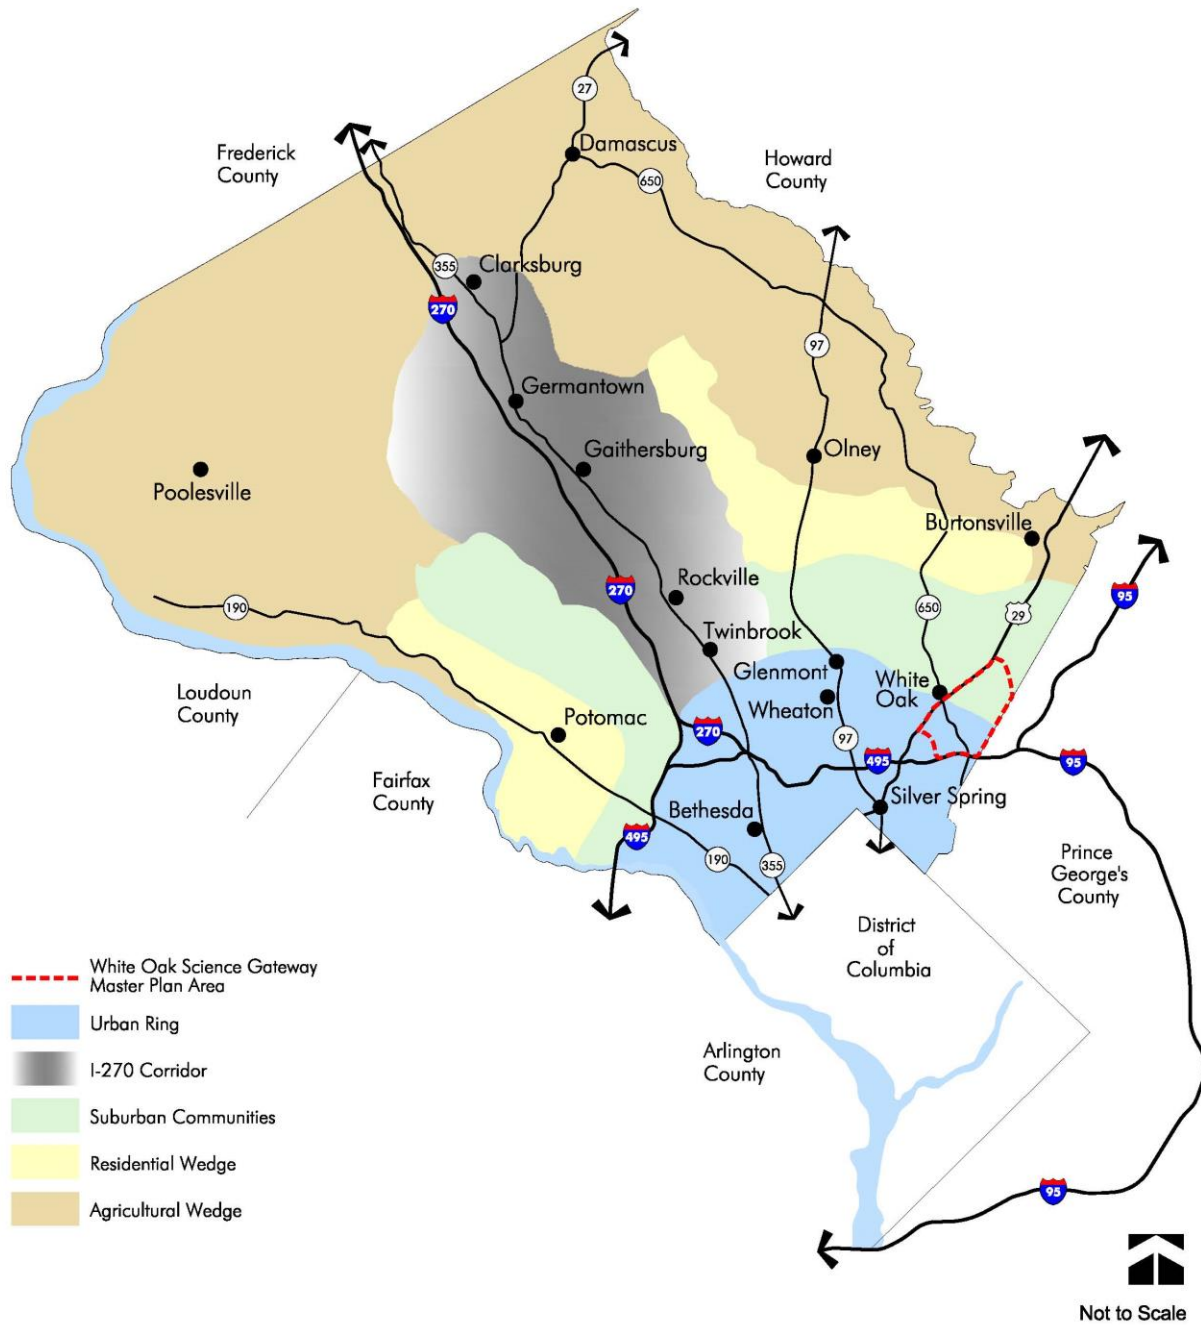 27
Damascus
Frederick
County
Howard
County
650
355
Clarksburg
270
97
Germantown
Gaithersburg
Olney
Poolesville
Burtonsville
270
Rockville
95
190
650
29
Twinbrook
Glenmont
White
Oak
Loudoun
County
Wheaton
Potomac
270
97
495
95
Fairfax
County
Silver Spring
Bethesda
495
190
355
Prince
George's
County
District
of
Columbia
White Oak Science Gateway
Master Plan Area
Urban Ring
I-270 Corridor
Arlington
County
Suburban Communities
Residential Wedge
95
Agricultural Wedge
Not to Scale